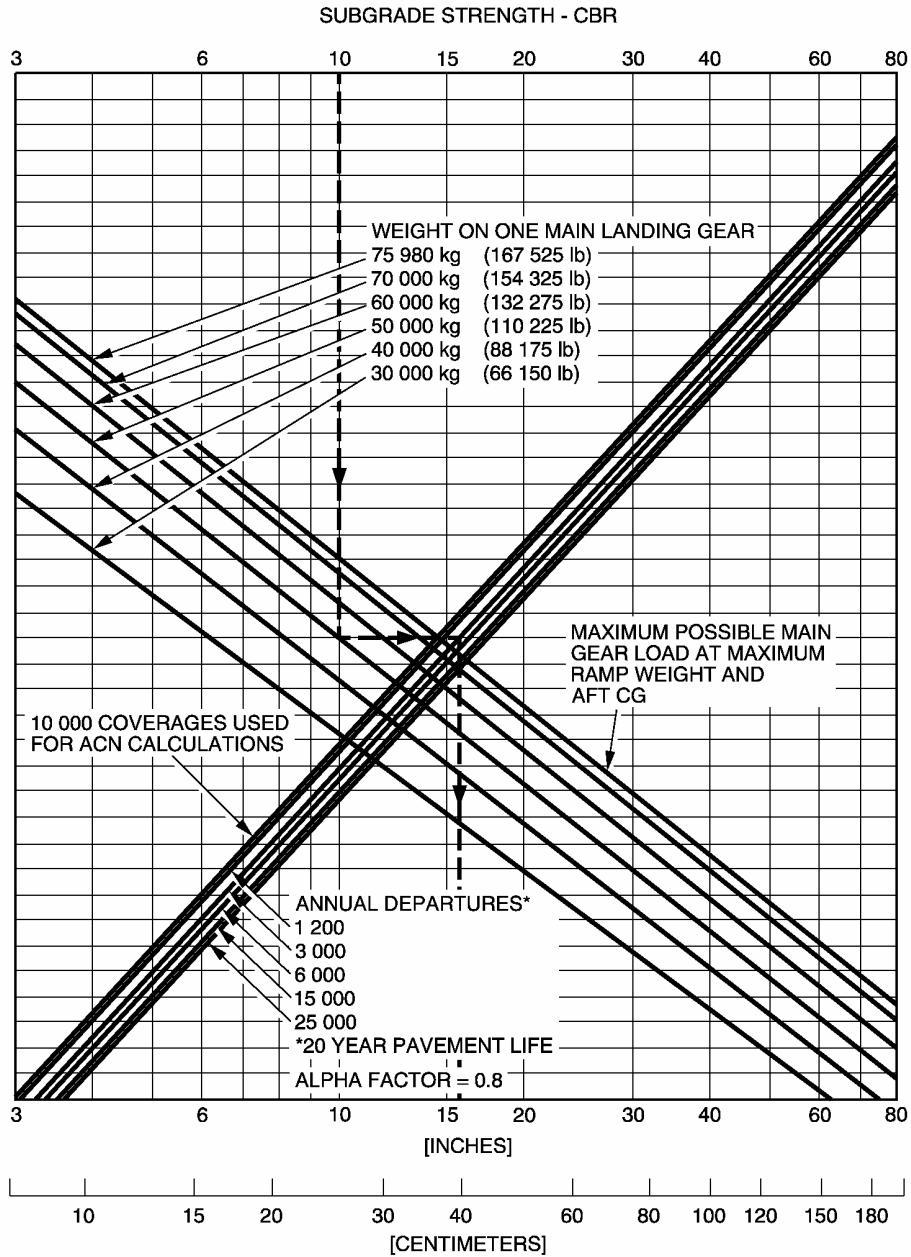 SUBGRADE STRENGTH - CBR
3 6 10 15 20 30 40 60 80
WEIGHT ON ONE MAIN LANDING GEAR
75 980 kg (167 525 lb)
70 000 kg (154 325 lb)
60 000 kg (132 275 lb)
50 000 kg (110 225 lb)
40 000 kg (88 175 lb)
30 000 kg (66 150 lb)
MAXIMUM POSSIBLE MAIN
GEAR LOAD AT MAXIMUM
RAMP WEIGHT AND
AFT CG
10 000 COVERAGES USED
FOR ACN CALCULATIONS
ANNUAL DEPARTURES*
1 200
3 000
6 000
15 000
25 000
*20 YEAR PAVEMENT LIFE
ALPHA FACTOR = 0.8
3 6 10 15 20 30 40 60 80
[INCHES]
10 15 20 30 40 60 80 100 120 150 180
[CENTIMETERS]